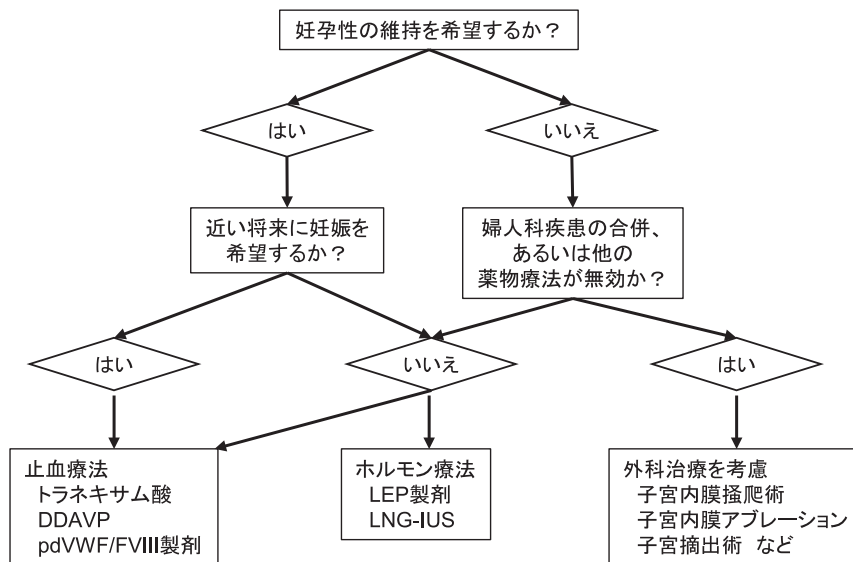 妊孕性の維持を希望するか？
はい
いいえ
近い将来に妊娠を
希望するか？
婦人科疾患の合併、
あるいは他の
薬物療法が無効か？
はい
いいえ
はい
止血療法
トラネキサム酸
DDAVP
pdVWF/FVIII製剤
ホルモン療法
LEP製剤
LNG-IUS
外科治療を考慮
子宮内膜掻爬術
子宮内膜アブレーション
子宮摘出術 など